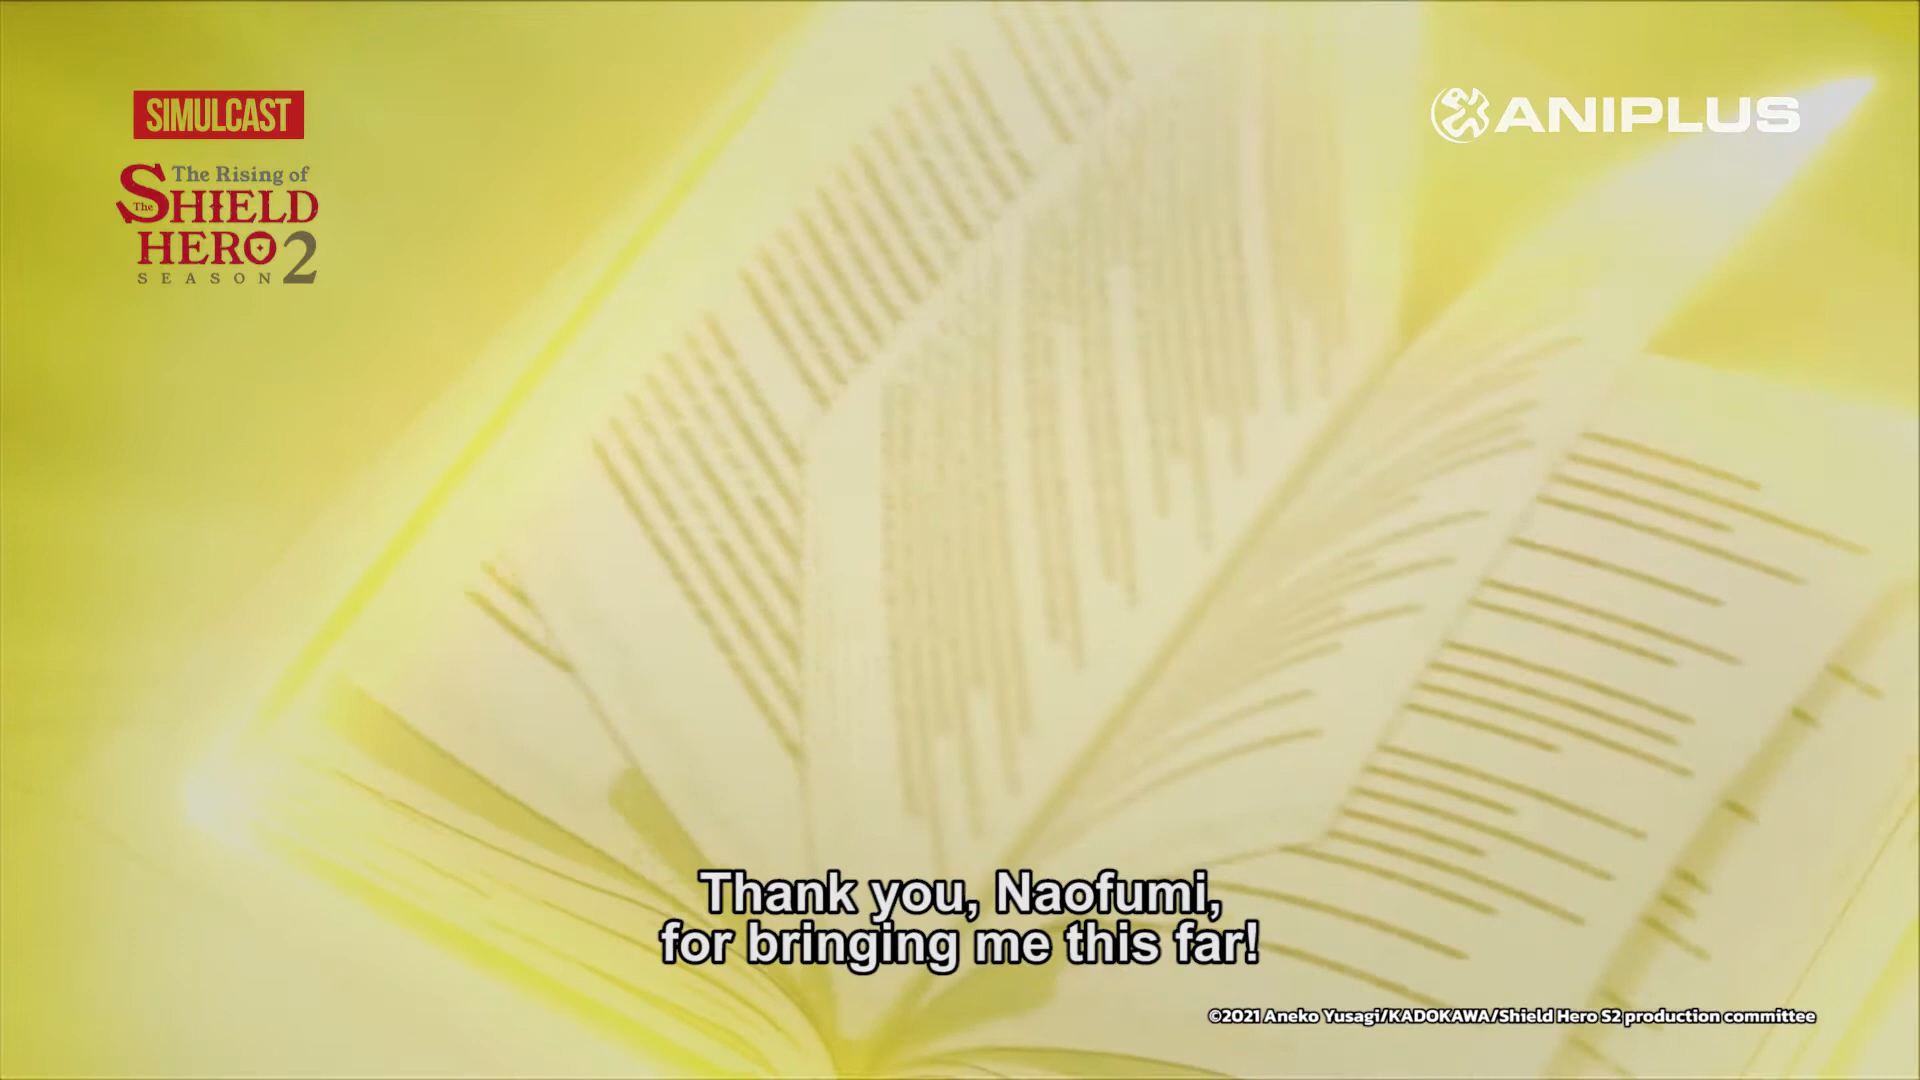 SIMULCAST
The Rising of
The SHIELD
HERO 2
SEASON
ANIPLUS
Thank you, Naofumi,
for bringing me this far!
©2021 Aneko Yusagi/KADOKAWA/Shield Hero S2 production committee